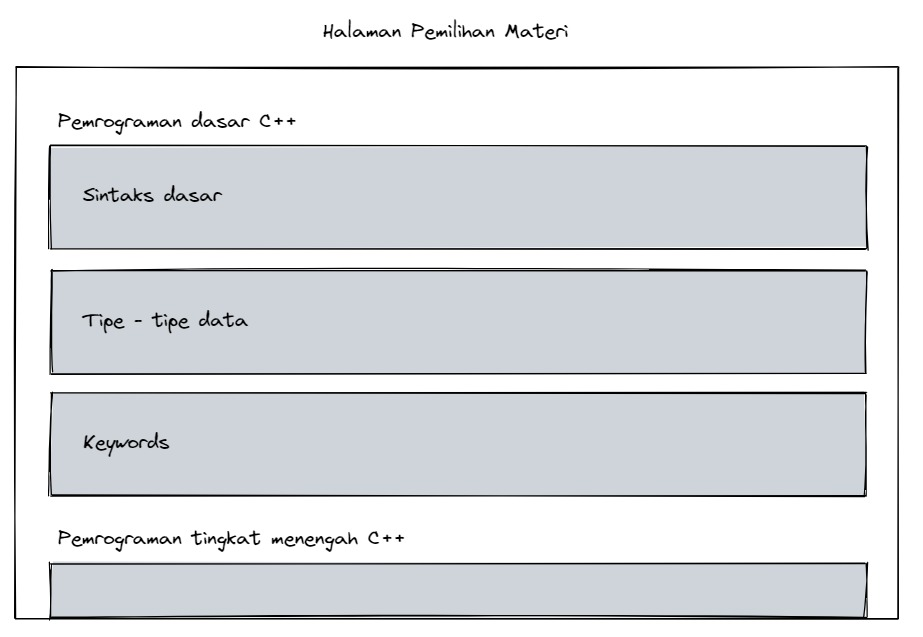 Halaman Pemilihan Materi
Pemrograman dasar C++
Sintaks dasar
Tipe - tipe data
Keywords
Pemrograman tingkat menengah C++